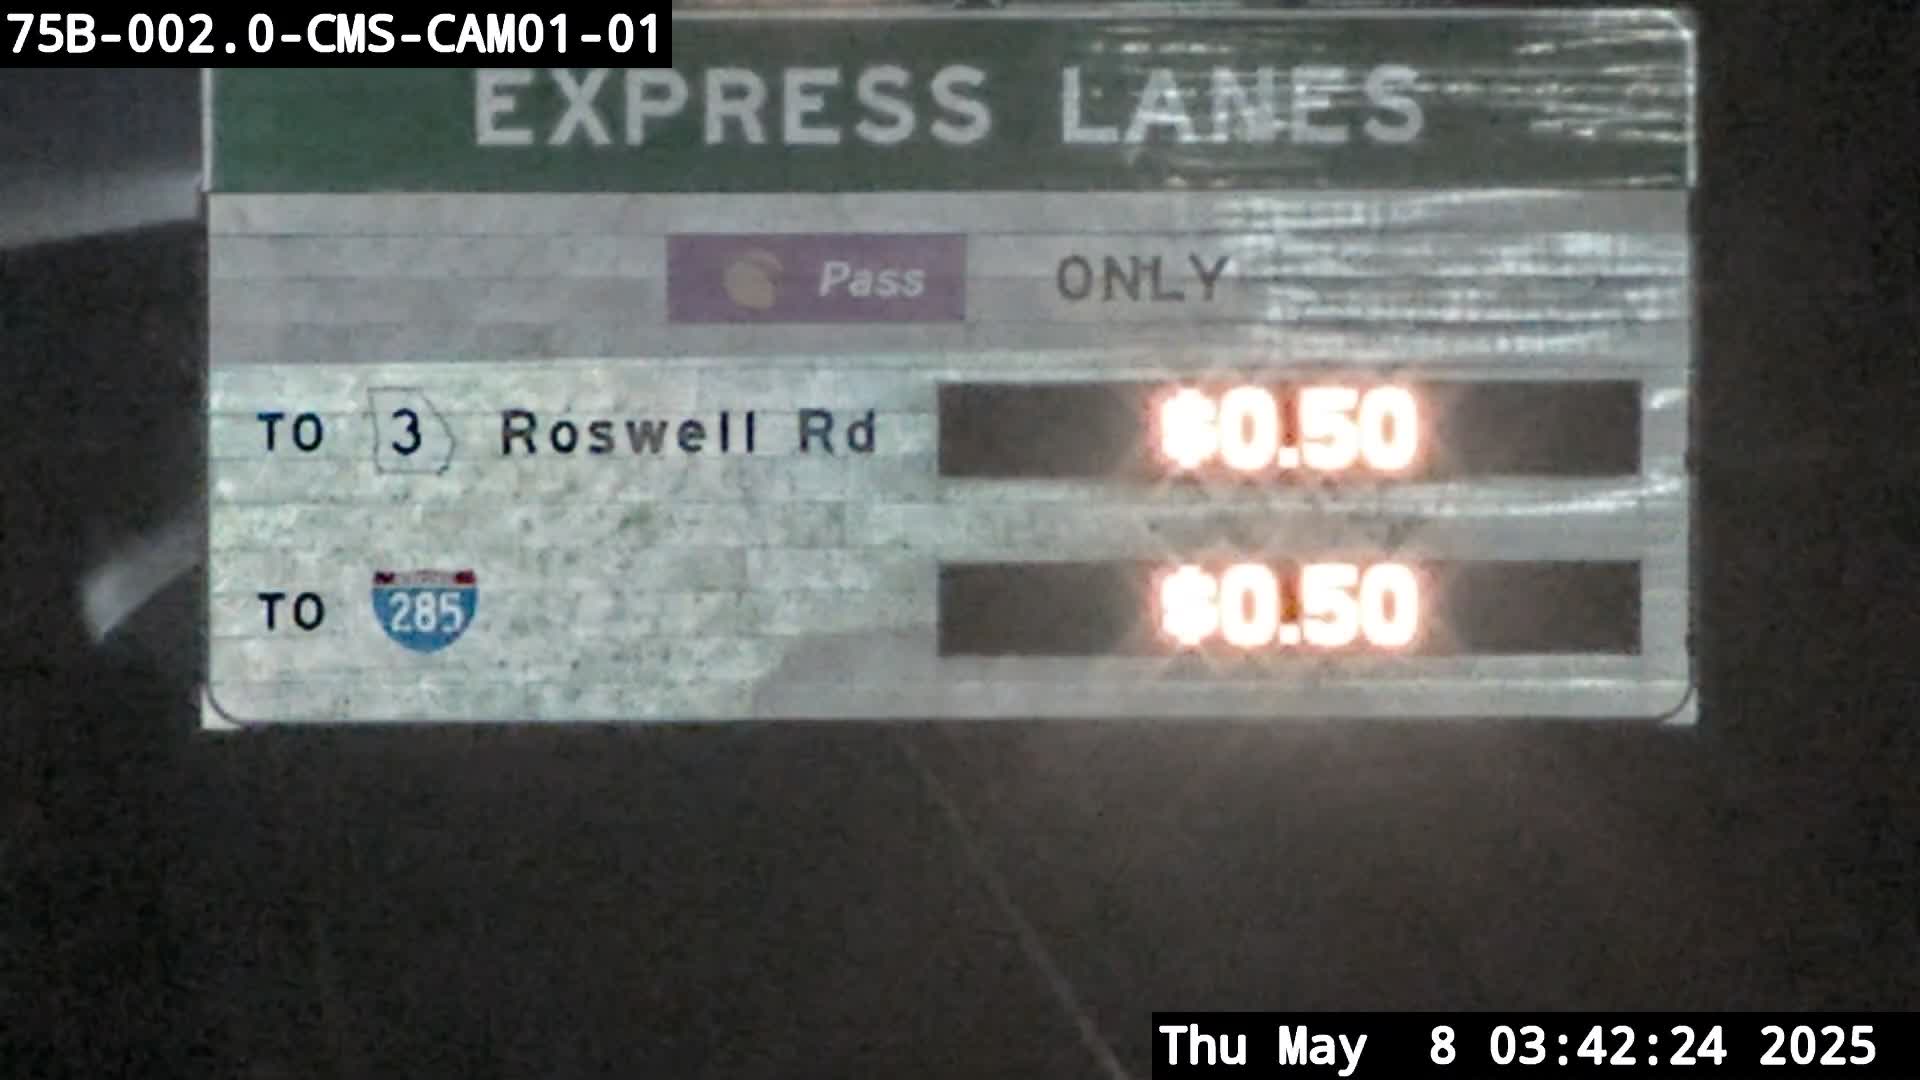 75B-002.0-CMS-CAM01-01
EXPRESS LANES
Pass ONLY
TO 3 Roswell Rd $0.50
TO 285 $0.50
Thu May 8 03:42:24 2025